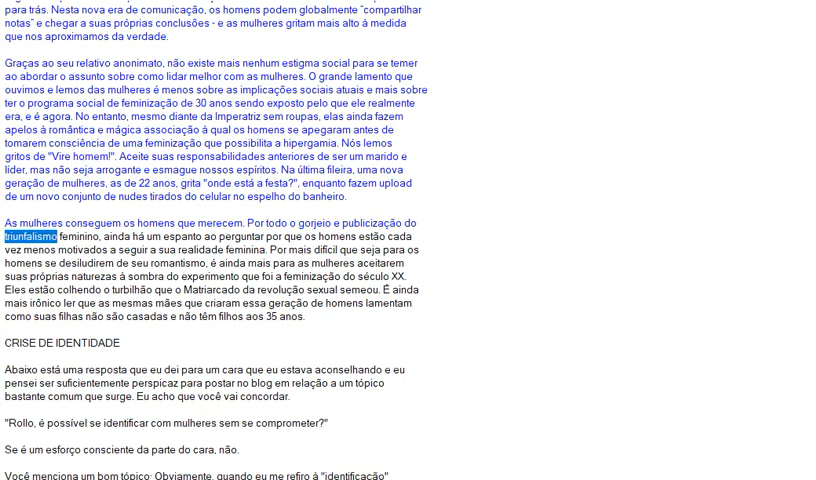 para trás. Nesta nova era de comunicação, os homens podem globalmente "compartilhar
notas" e chegar a suas próprias conclusões - e as mulheres gritam mais alto à medida
que nos aproximamos da verdade.
Graças ao seu relativo anonimato, não existe mais nenhum estigma social para se temer
ao abordar o assunto sobre como lidar melhor com as mulheres. O grande lamento que
ouvimos e lemos das mulheres é menos sobre as implicações sociais atuais e mais sobre
ter o programa social de feminização de 30 anos sendo exposto pelo que ele realmente
era, e é agora. No entanto, mesmo diante da Imperatriz sem roupas, elas ainda fazem
apelos à romântica e mágica associação à qual os homens se apegaram antes de
tomarem consciência de uma feminização que possibilita a hipergamia. Nós lemos
gritos de "Vire homem!". Aceite suas responsabilidades anteriores de ser um marido e
líder, mas não seja arrogante e esmague nossos espíritos. Na última fileira, uma nova
geração de mulheres, as de 22 anos, grita "onde está a festa?", enquanto fazem upload
de um novo conjunto de nudes tirados do celular no espelho do banheiro.
As mulheres conseguem os homens que merecem. Por todo o gorjeio e publicização do
triunfalismo feminino, ainda há um espanto ao perguntar por que os homens estão cada
vez menos motivados a seguir a sua realidade feminina. Por mais difícil que seja para os
homens se desiludirem de seu romantismo, é ainda mais para as mulheres aceitarem
suas próprias naturezas à sombra do experimento que foi a feminização do século XX.
Eles estão colhendo o turbilhão que o Matriarcado da revolução sexual semeou. É ainda
mais irônico ler que as mesmas mães que criaram essa geração de homens lamentam
como suas filhas não são casadas e não têm filhos aos 35 anos.
CRISE DE IDENTIDADE
Abaixo está uma resposta que eu dei para um cara que eu estava aconselhando e eu
pensei ser suficientemente perspicaz para postar no blog em relação a um tópico
bastante comum que surge. Eu acho que você vai concordar.
"Rollo, é possível se identificar com mulheres sem se comprometer?"
Se é um esforço consciente da parte do cara, não.
Você menciona um bom tópico: Obviamente, quando eu me refiro à "identificação"